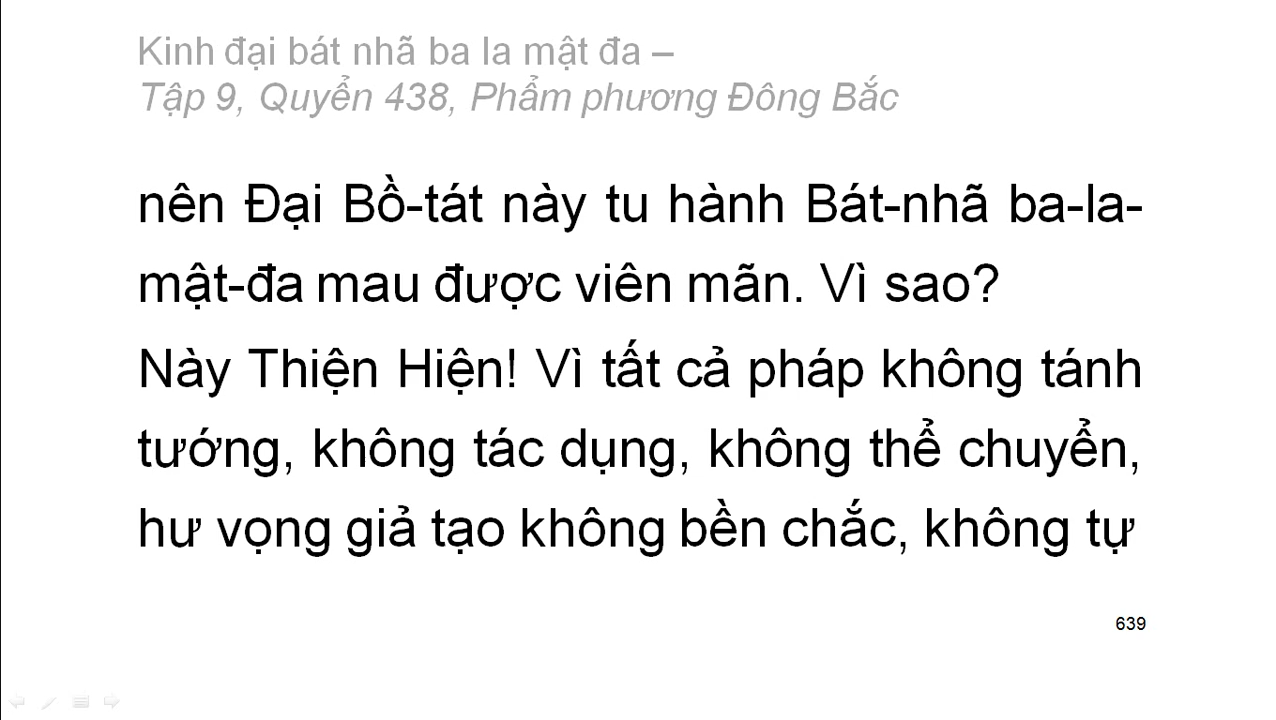 Kinh đại bát nhã ba la mật đa –
Tập 9, Quyển 438, Phẩm phương Đông Bắc
nên Đại Bồ-tát này tu hành Bát-nhã ba-la-
mật-đa mau được viên mãn. Vì sao?
Này Thiện Hiện! Vì tất cả pháp không tánh
tướng, không tác dụng, không thể chuyển,
hư vọng giả tạo không bền chắc, không tự
639